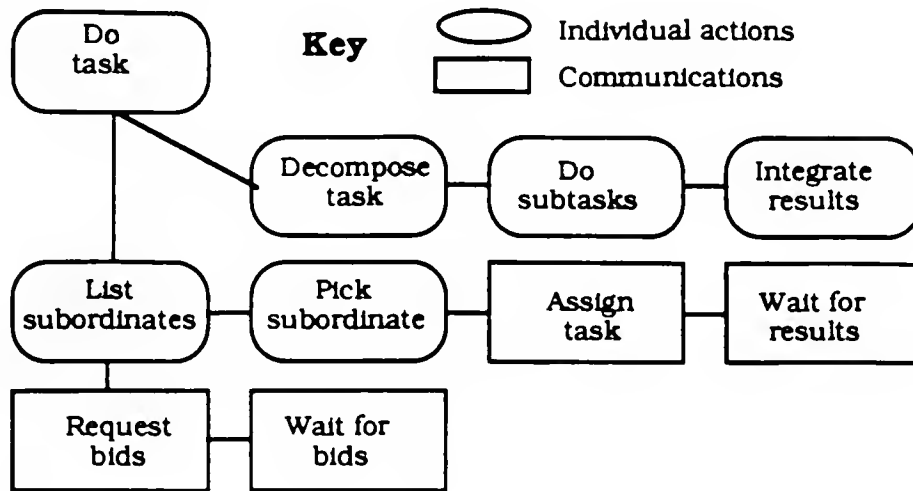 Do
task
Key
Individual actions
Communications
Decompose
task
Do
subtasks
Integrate
results
List
subordinates
Pick
subordinate
Assign
task
Wait for
results
Request
bids
Wait for
bids